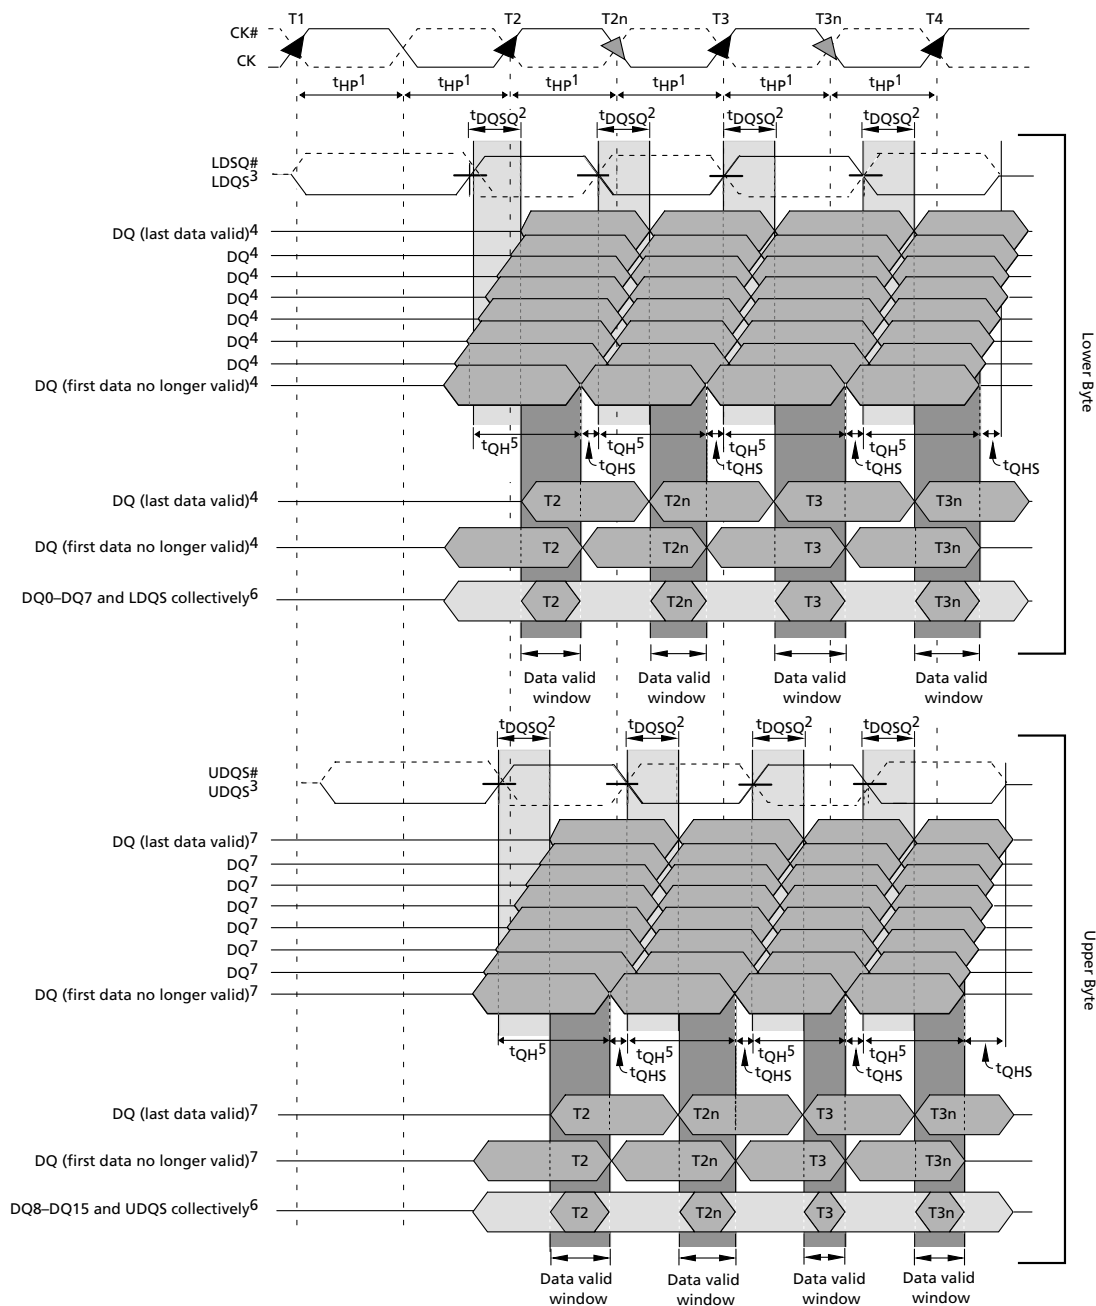 T1 T2 T2n T3 T3n T4
CK#
CK
tHP1 tHP1 tHP1 tHP1 tHP1 tHP1
tDQSQ2 tDQSQ2 tDQSQ2 tDQSQ2
LDSQ#
LDQS3
DQ (last data valid)4
DQ4
DQ4
DQ4
DQ4
DQ4
DQ4
DQ (first data no longer valid)4
tQH5 tQH5 tQH5 tQH5
tQHS tQHS tQHS tQHS
DQ (last data valid)4 T2 T2n T3 T3n
DQ (first data no longer valid)4 T2 T2n T3 T3n
DQ0–DQ7 and LDQS collectively6 T2 T2n T3 T3n
Data valid window Data valid window Data valid window Data valid window
Lower Byte
tDQSQ2 tDQSQ2 tDQSQ2 tDQSQ2
UDQS#
UDQS3
DQ (last data valid)7
DQ7
DQ7
DQ7
DQ7
DQ7
DQ7
DQ (first data no longer valid)7
tQH5 tQH5 tQH5 tQH5
tQHS tQHS tQHS tQHS
DQ (last data valid)7 T2 T2n T3 T3n
DQ (first data no longer valid)7 T2 T2n T3 T3n
DQ8–DQ15 and UDQS collectively6 T2 T2n T3 T3n
Data valid window Data valid window Data valid window Data valid window
Upper Byte